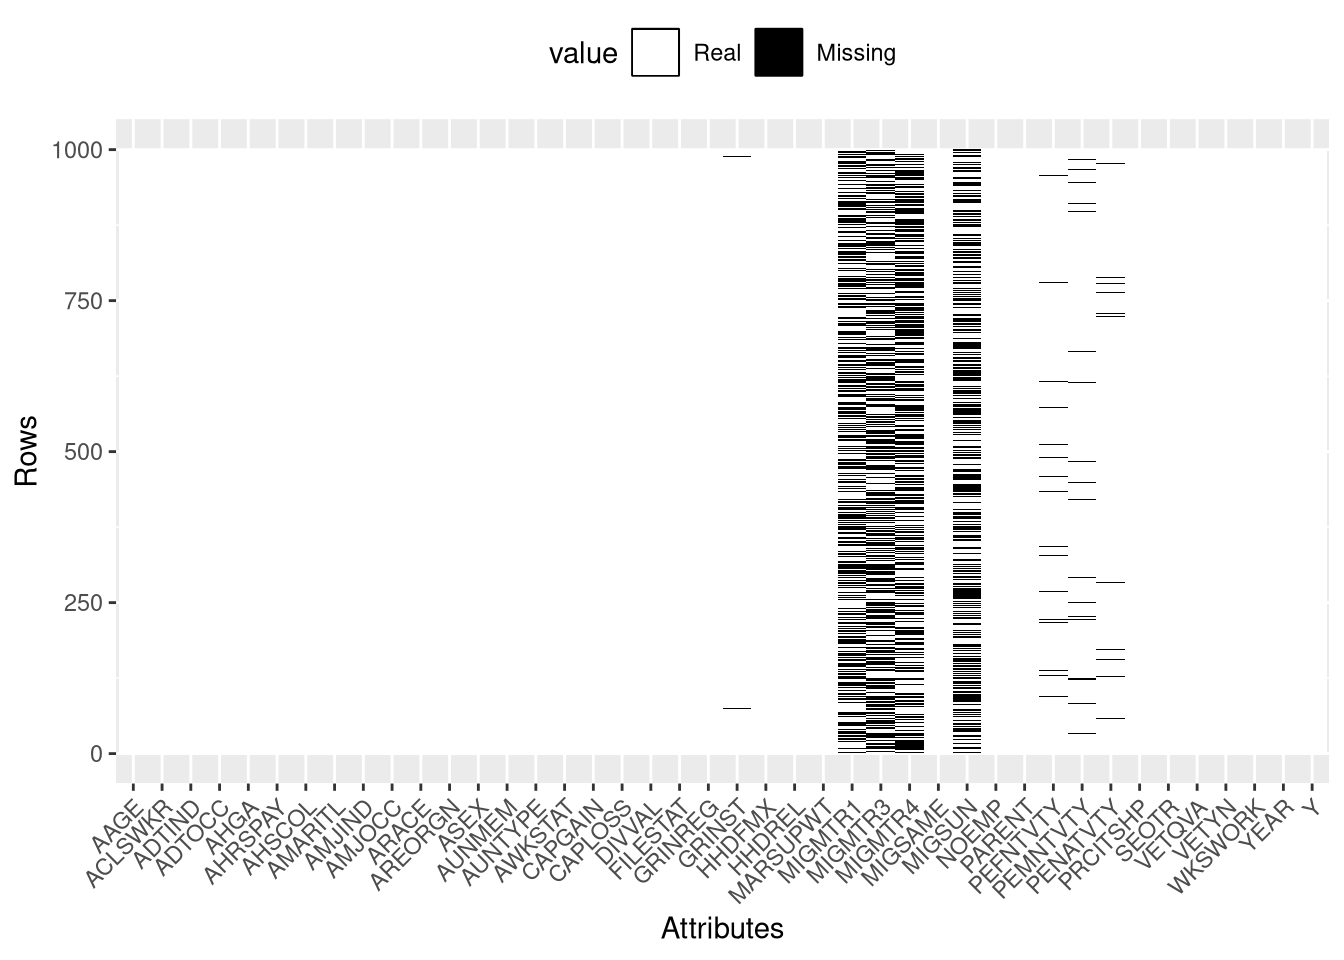 value Real Missing
1000
750
500
250
0
Rows
AAGE
ACLSWKR
ADTIND
ADTOCC
AHGA
AHRSPAY
AHSCOL
AMARITL
AMJIND
AMJOCC
ARACE
AREORGN
ASEX
AUNMEM
AUNTYPE
AWKSTAT
CAPGAIN
CAPLOSS
DIVVAL
FILESTAT
GRINREG
GRINST
HHDFMX
HHDREL
MARSUPWT
MIGMTR1
MIGMTR3
MIGMTR4
MIGSAME
MIGSUN
NOEMP
PARENT
PEFNTVTY
PEMNTVTY
PENATVTY
PRCITSHP
SEOTR
VETQVA
VETYN
WKSWORK
YEAR
Y
Attributes